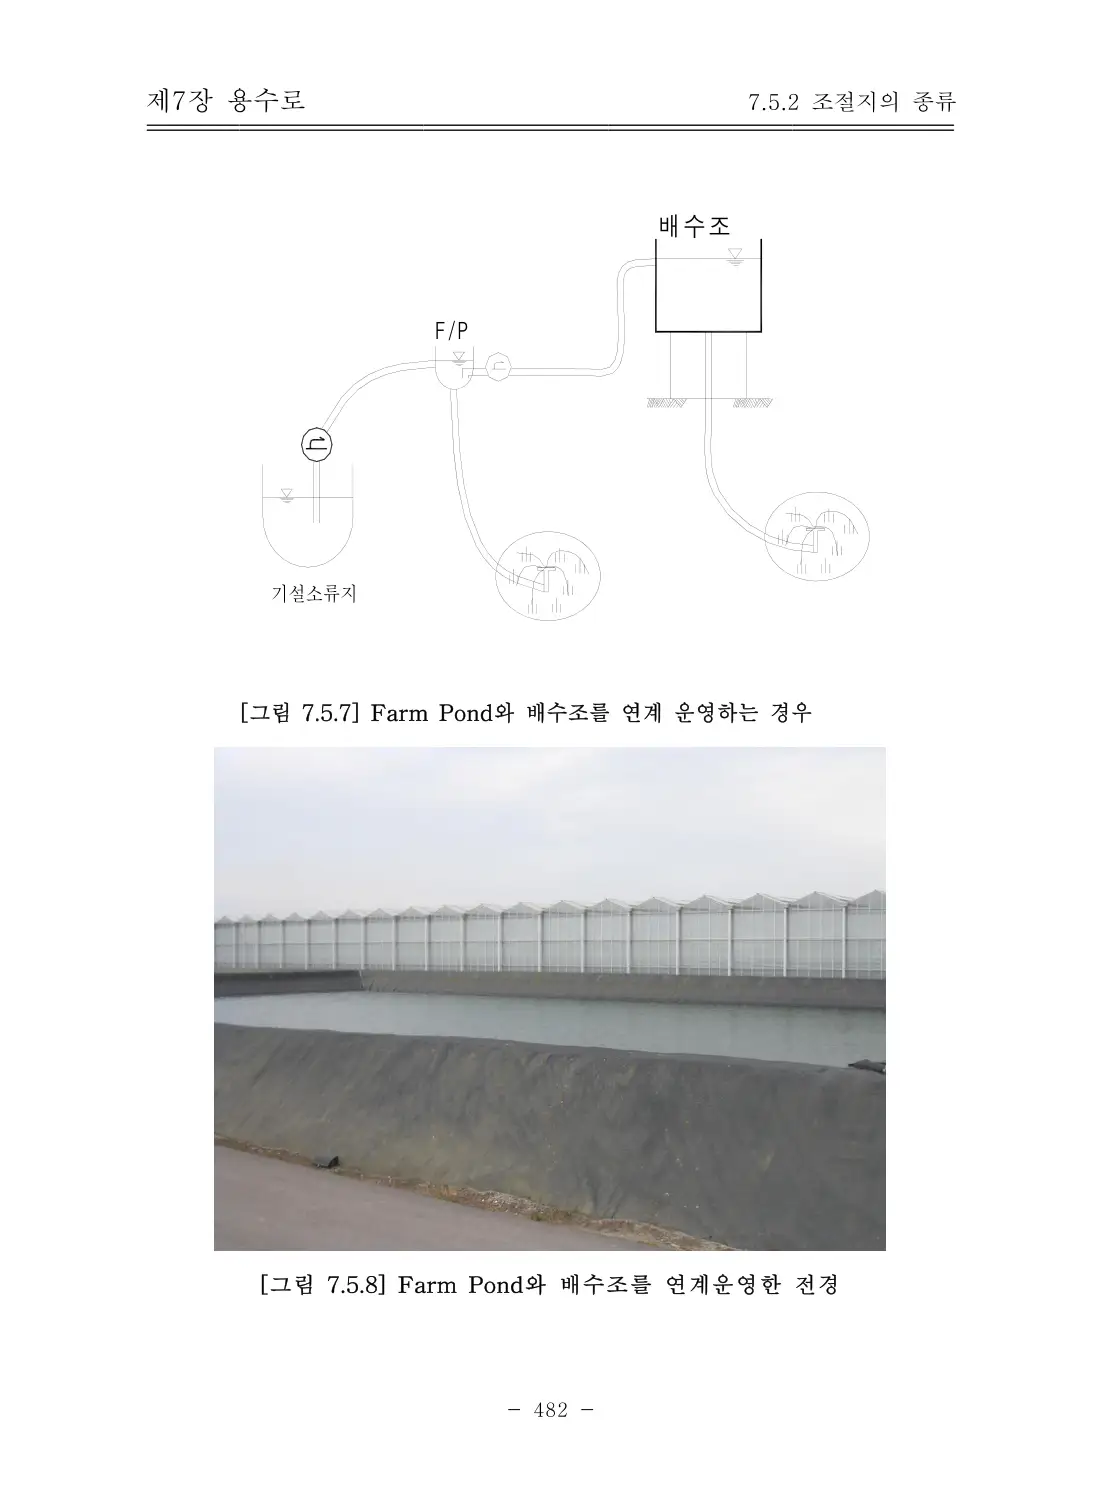 제7장 용수로
7.5.2 조절지의 종류
배수조
F/P
기설소류지
[그림 7.5.7] Farm Pond와 배수조를 연계 운영하는 경우
[그림 7.5.8] Farm Pond와 배수조를 연계운영한 전경
- 482 -